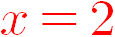 x = 2